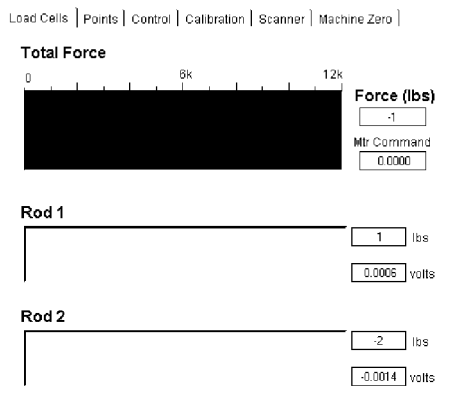 Load Cells | Points | Control | Calibration | Scanner | Machine Zero
Total Force
0 6k 12k
Force (lbs)
-1
Mtr Command
0.0000
Rod 1
1 lbs
0.0006 volts
Rod 2
-2 lbs
-0.0014 volts